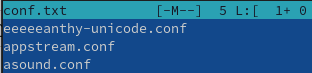 conf.txt [-M--] 5 L:[ 1+ 0
eeeeeanthy-unicode.conf
appstream.conf
asound.conf